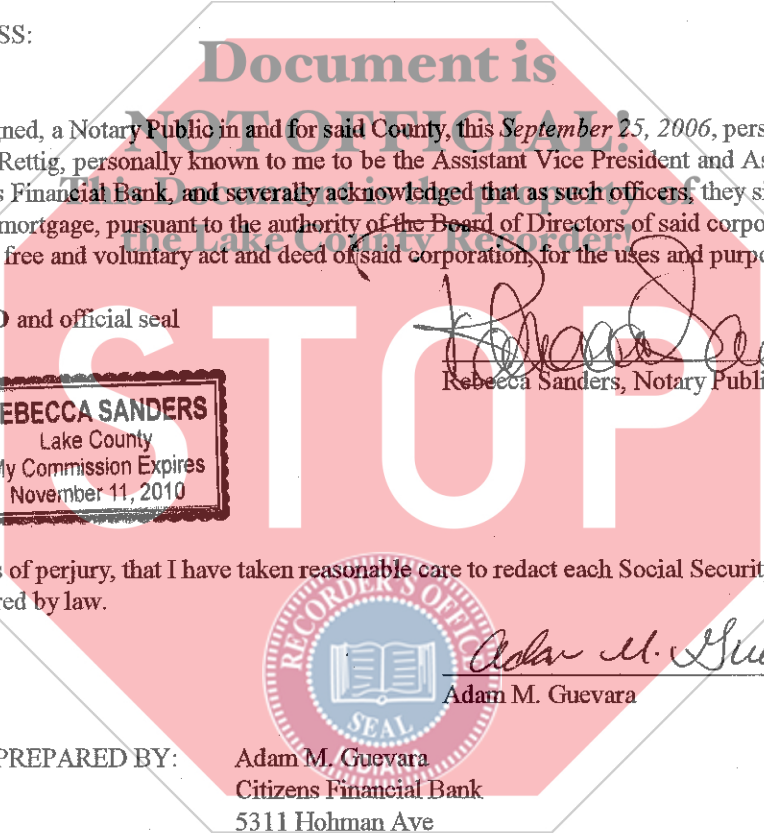 SS:
Document is
NOT OFFICIAL!
This Document is the property of
the Lake County Recorder!
gned, a Notary Public in and for said County, this September 25, 2006, pers
Rettig, personally known to me to be the Assistant Vice President and As
s Financial Bank, and severally acknowledged that as such officers, they si
mortgage, pursuant to the authority of the Board of Directors of said corpo
free and voluntary act and deed of said corporation, for the uses and purpo
D and official seal
STOP
Rebecca Sanders, Notary Publi
EBECCA SANDERS
Lake County
My Commission Expires
November 11, 2010
s of perjury, that I have taken reasonable care to redact each Social Securit
red by law.
RECORDER'S OFFIC
SEAL
Adam M. Gue
Adam M. Guevara
PREPARED BY: Adam M. Guevara
Citizens Financial Bank
5311 Hohman Ave